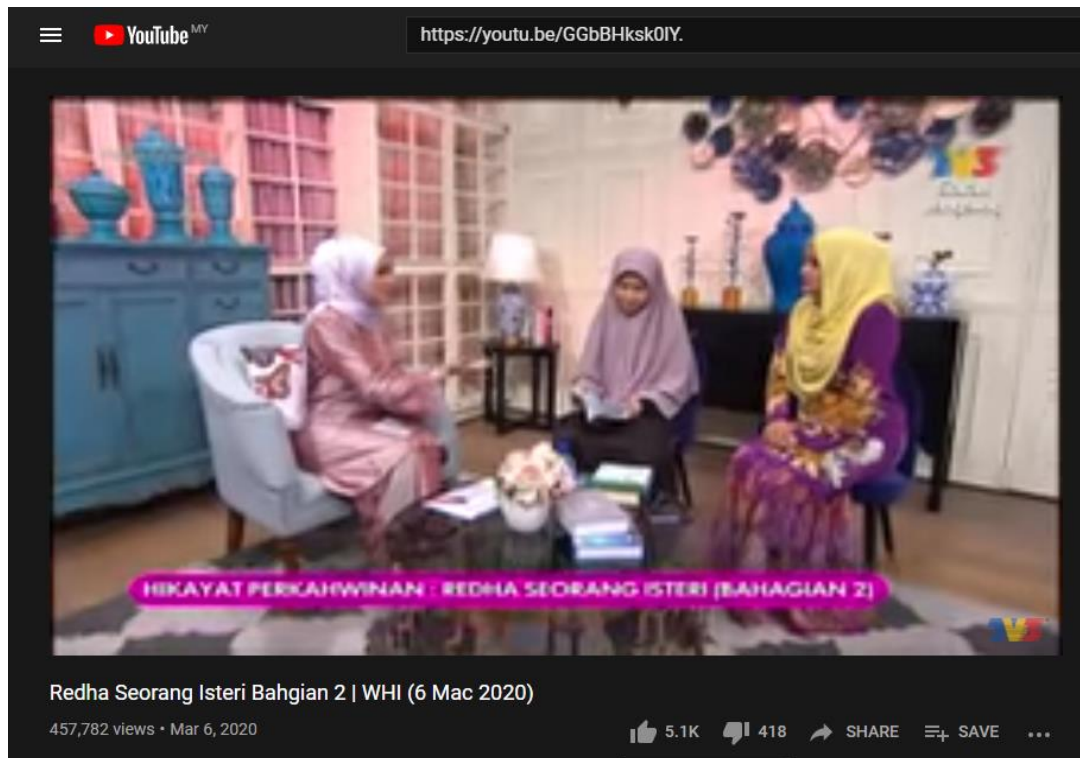 YouTube MY
https://youtu.be/GGbBHksk0lY.
TV3
HIKAYAT PERKAHWINAN : REDHA SEORANG ISTERI (BAHAGIAN 2)
TV3
Redha Seorang Isteri Bahgian 2 | WHI (6 Mac 2020)
457,782 views • Mar 6, 2020
5.1K 418 SHARE SAVE